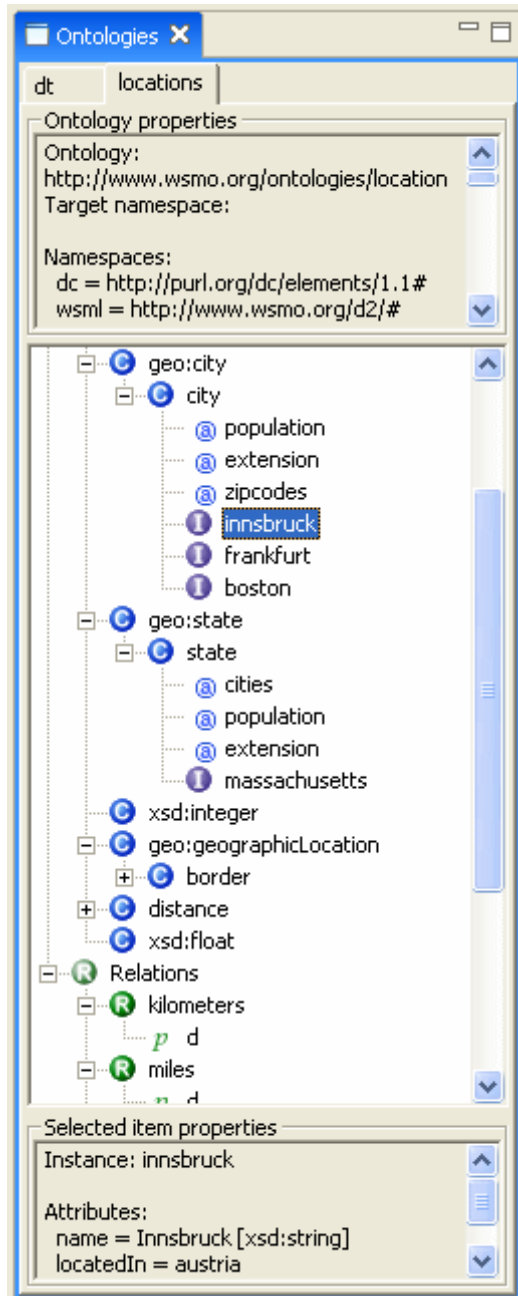 Ontologies
dt locations
Ontology properties
Ontology:
http://www.wsmo.org/ontologies/location
Target namespace:
Namespaces:
dc = http://purl.org/dc/elements/1.1#
wsml = http://www.wsmo.org/d2/#
C geo:city
C city
@ population
@ extension
@ zipcodes
I innsbruck
I frankfurt
I boston
C geo:state
C state
@ cities
@ population
@ extension
I massachusetts
C xsd:integer
C geo:geographicLocation
C border
C distance
C xsd:float
R Relations
R kilometers
p d
R miles
p d
Selected item properties
Instance: innsbruck
Attributes:
name = Innsbruck [xsd:string]
locatedIn = austria